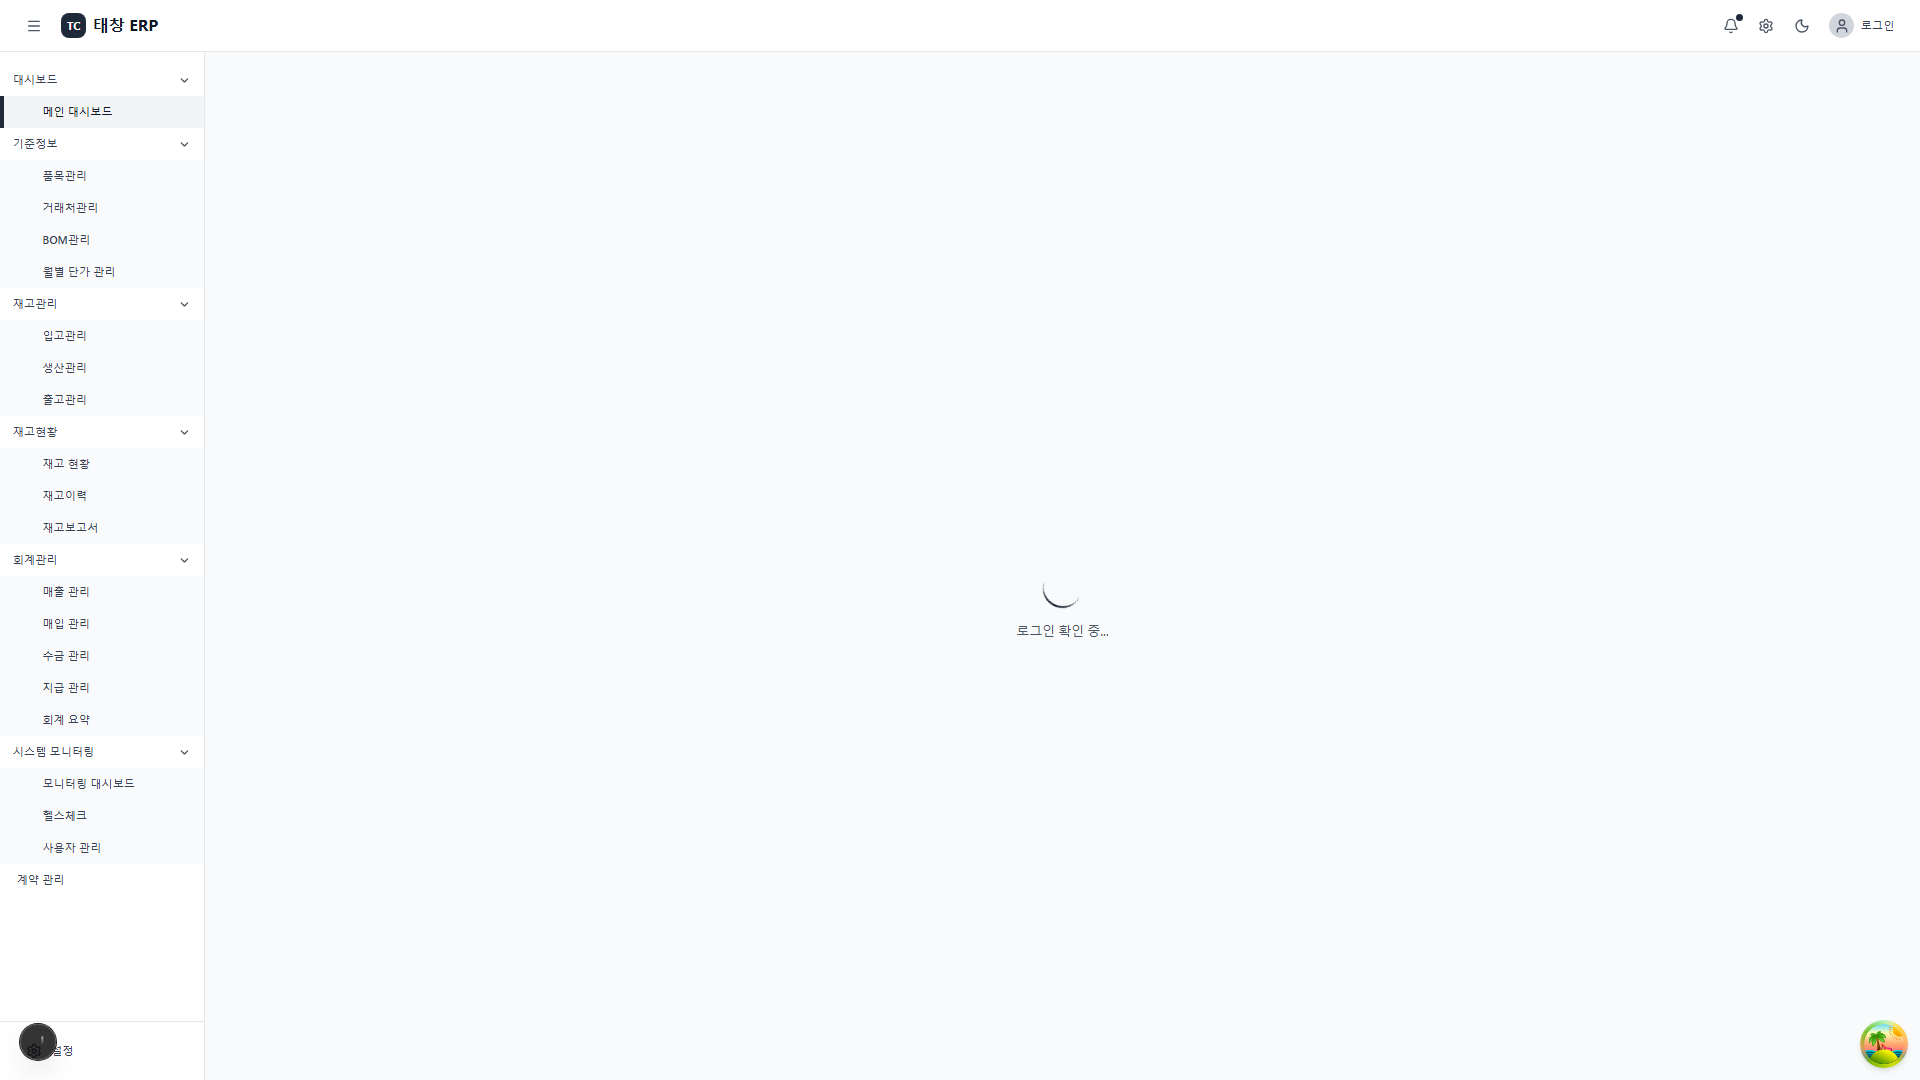 TC 태창 ERP
로그인
대시보드
메인 대시보드
기준정보
품목관리
거래처관리
BOM관리
월별 단가 관리
재고관리
입고관리
생산관리
출고관리
재고현황
재고 현황
재고이력
재고보고서
회계관리
매출 관리
매입 관리
수금 관리
지급 관리
회계 요약
시스템 모니터링
모니터링 대시보드
헬스체크
사용자 관리
계약 관리
로그인 확인 중...
설정